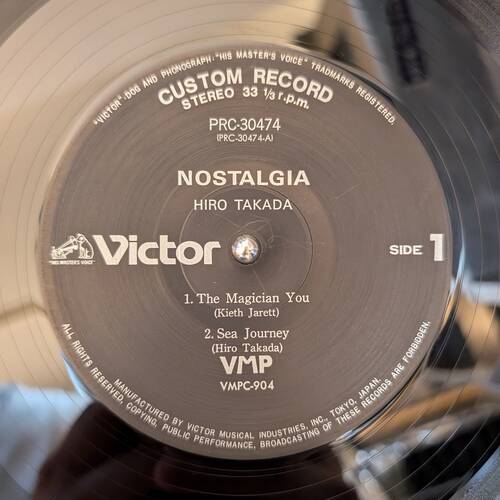 "VICTOR"-DOG AND PHONOGRAPH-"HIS MASTER'S VOICE" TRADMARKS REGISTERED.
CUSTOM RECORD
STEREO 33 1/3 r.p.m.
PRC-30474
(PRC-30474-A)
NOSTALGIA
HIRO TAKADA
"HIS MASTER'S VOICE"
Victor
SIDE 1
1. The Magician You
(Kieth Jarett)
2. Sea Journey
(Hiro Takada)
VMP
VMPC-904
MANUFACTURED BY VICTOR MUSICAL INDUSTRIES, INC., TOKYO, JAPAN.
ALL RIGHTS RESERVED, COPYING, PUBLIC PERFORMANCE, BROADCASTING OF THESE RECORDS ARE FORBIDDEN.